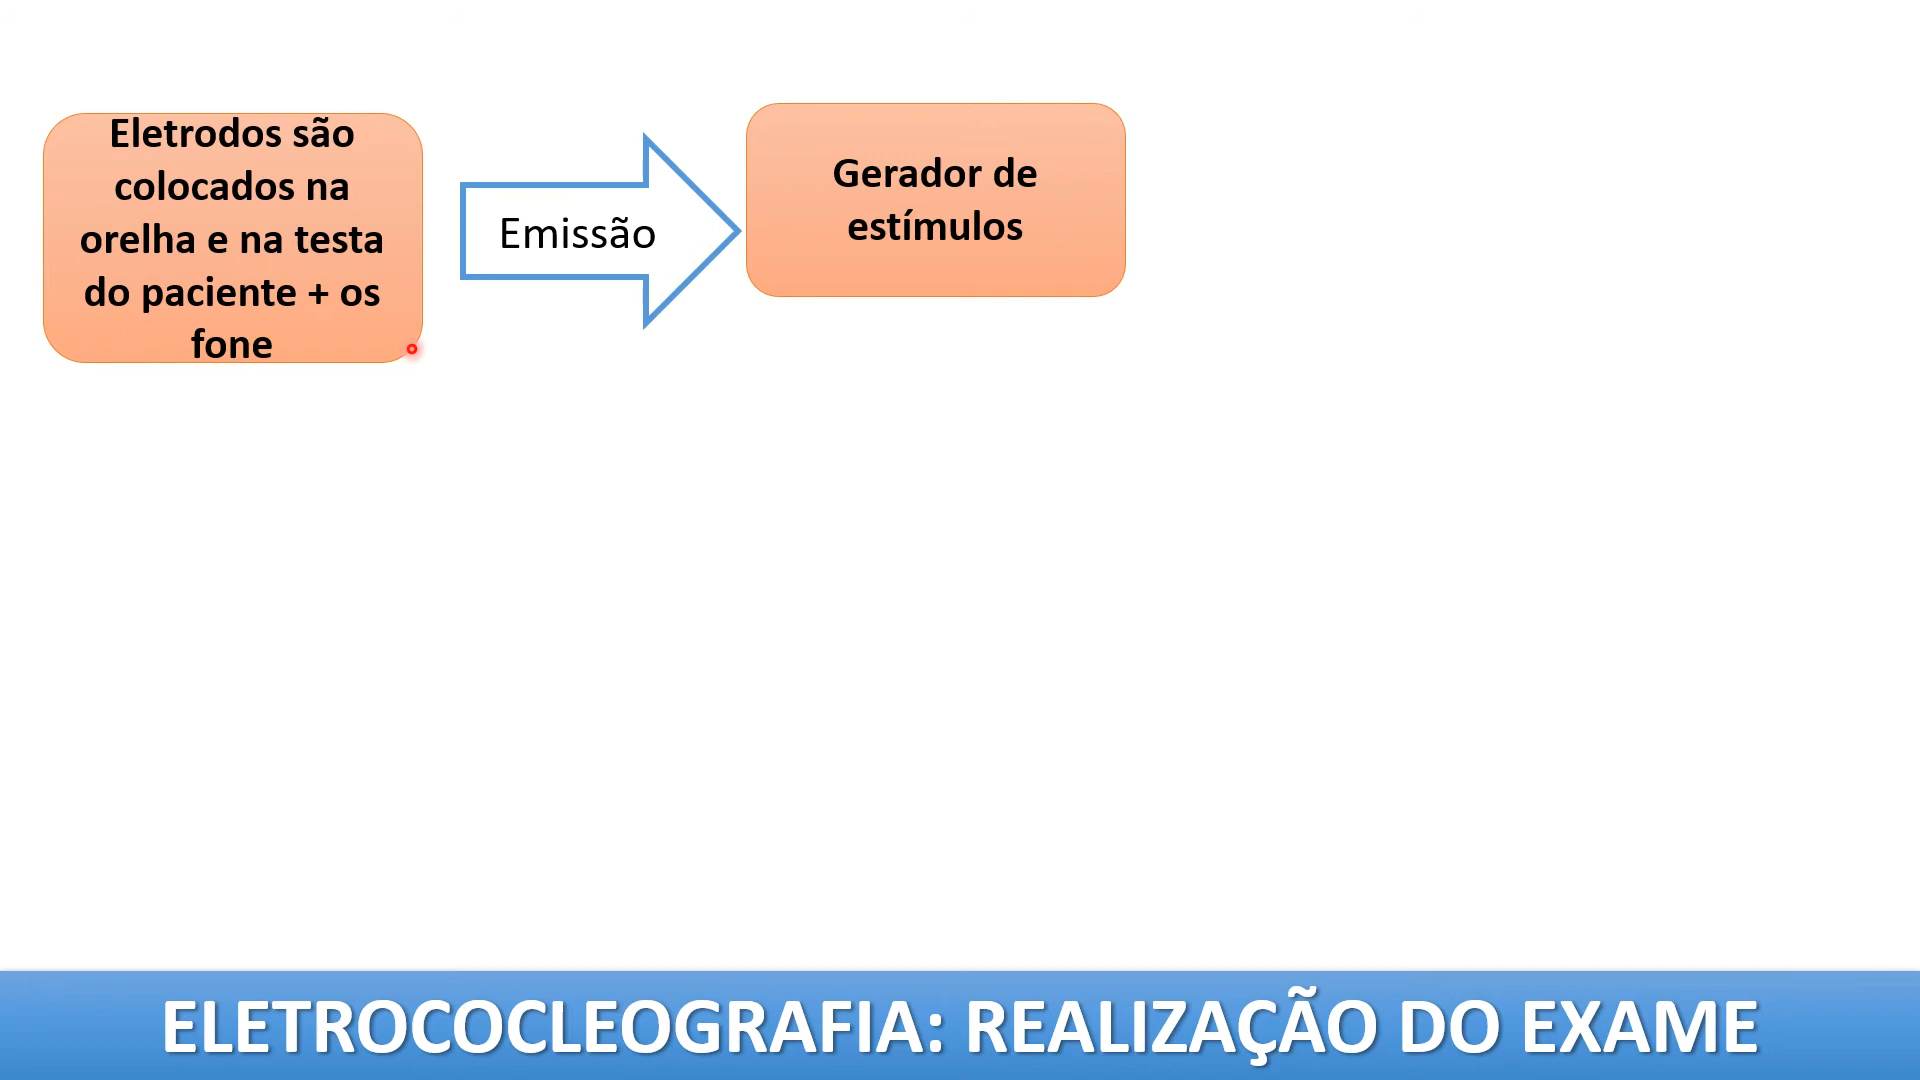 Eletrodos são
colocados na
orelha e na testa
do paciente + os
fone
Emissão
Gerador de
estímulos
ELETROCOCLEOGRAFIA: REALIZAÇÃO DO EXAME